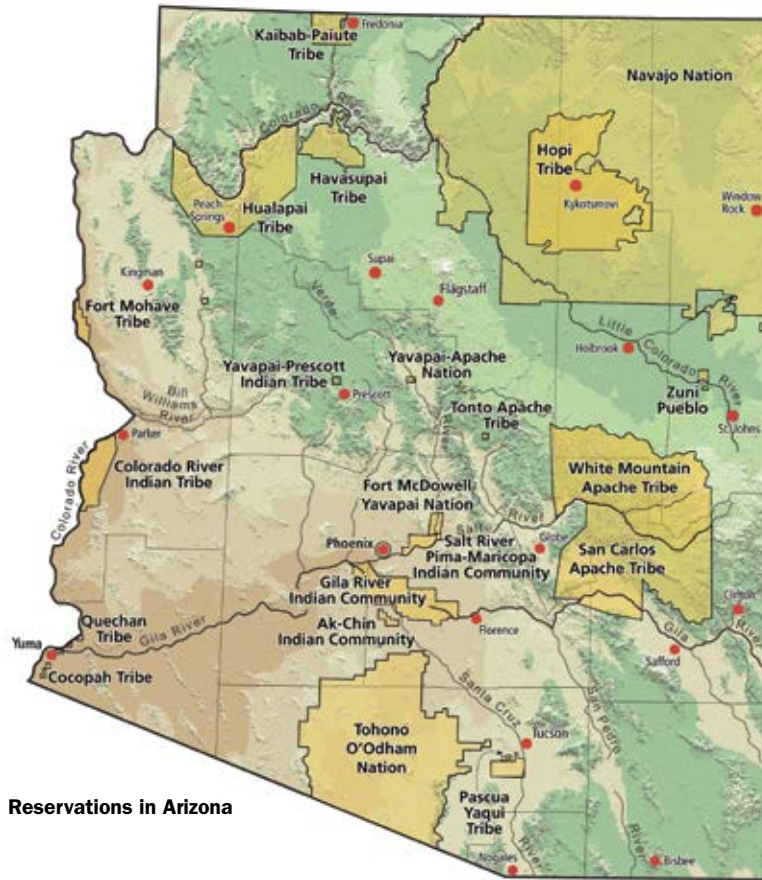 Kaibab-Paiute
Tribe
Fredonia
Navajo Nation
Colorado
River
Hopi
Tribe
Kykotsmovi
Window
Rock
Havasupai
Tribe
Peach
Springs
Hualapai
Tribe
Supai
Flagstaff
Kingman
Fort Mohave
Tribe
Verde
River
Little Colorado River
Holbrook
Yavapai-Prescott
Indian Tribe
Prescott
Yavapai-Apache
Nation
Bill
Williams
River
Tonto Apache
Tribe
Zuni
Pueblo
St. Johns
Parker
Colorado River
Colorado River
Indian Tribe
White Mountain
Apache Tribe
Fort McDowell
Yavapai Nation
Salt River
Phoenix
Salt River
Pima-Maricopa
Indian Community
Globe
San Carlos
Apache Tribe
Gila River
Indian Community
Clifton
Quechan
Tribe
Gila River
Ak-Chin
Indian Community
Florence
Gila River
Yuma
Cocopah Tribe
Safford
Santa Cruz
River
San Pedro
River
Tohono
O'Odham
Nation
Tucson
Pascua
Yaqui
Tribe
Reservations in Arizona
Nogales
Bisbee